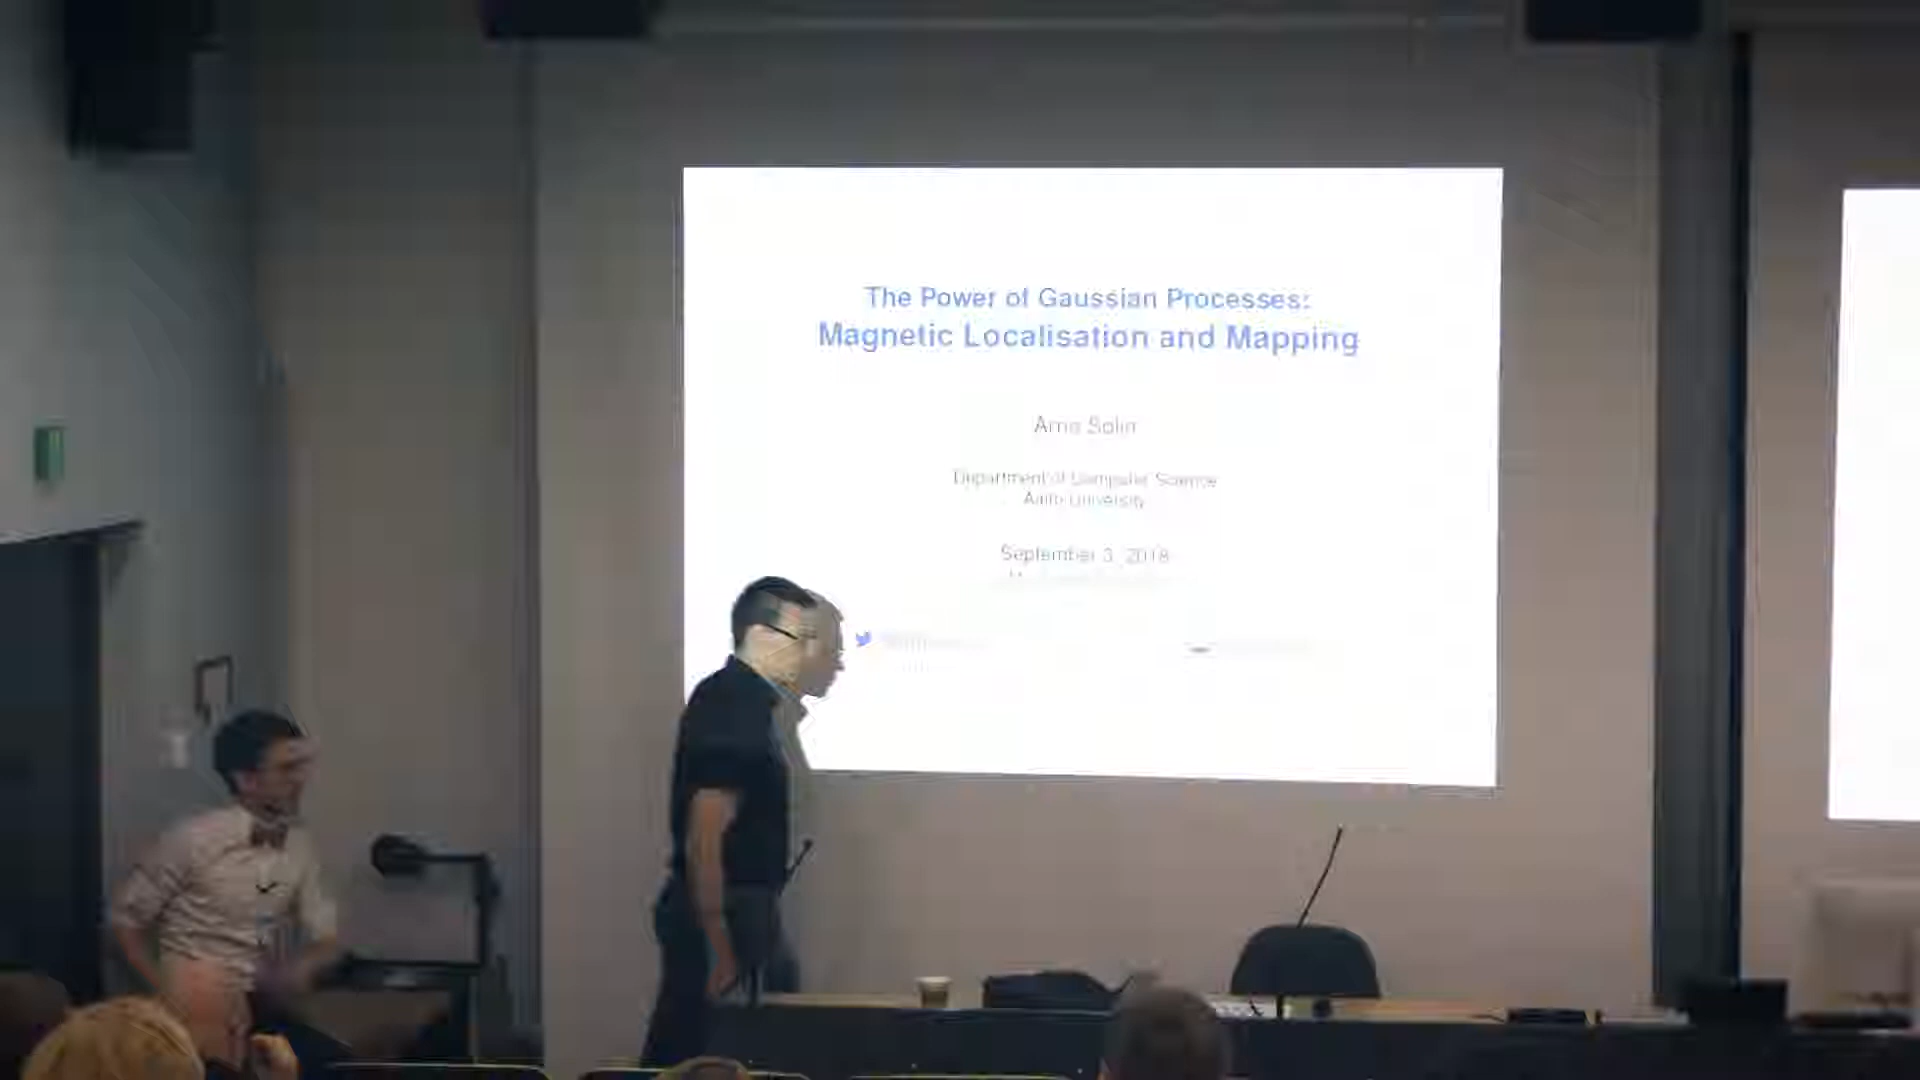 The Power of Gaussian Processes:
Magnetic Localisation and Mapping
Arno Solin
Department of Computer Science
Aalto University
September 3, 2018